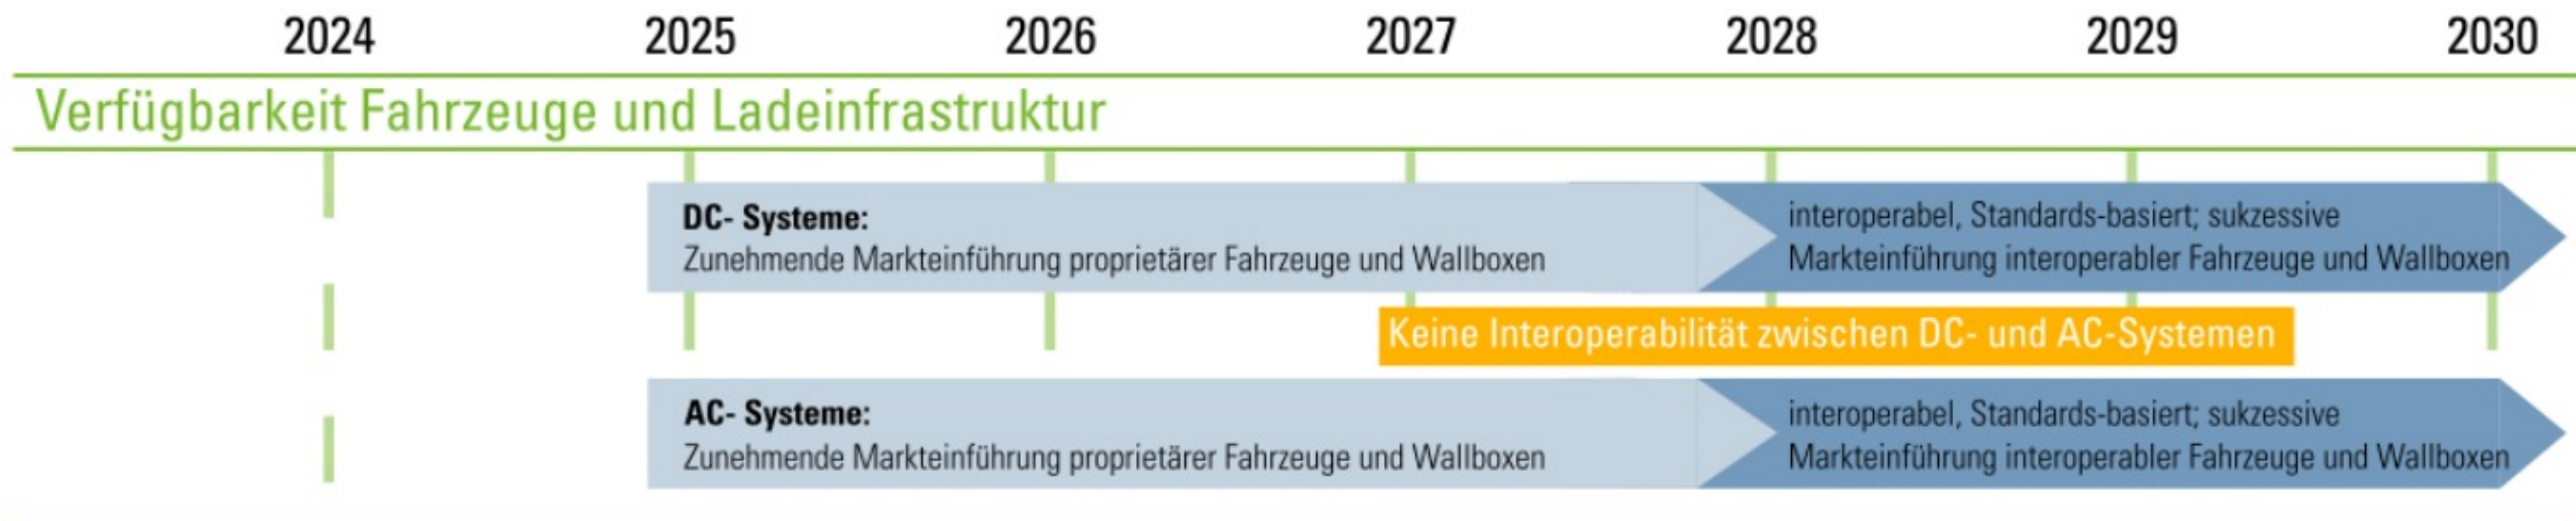 2024 2025 2026 2027 2028 2029 2030
Verfügbarkeit Fahrzeuge und Ladeinfrastruktur
DC- Systeme:
Zunehmende Markteinführung proprietärer Fahrzeuge und Wallboxen
interoperabel, Standards-basiert; sukzessive
Markteinführung interoperabler Fahrzeuge und Wallboxen
Keine Interoperabilität zwischen DC- und AC-Systemen
AC- Systeme:
Zunehmende Markteinführung proprietärer Fahrzeuge und Wallboxen
interoperabel, Standards-basiert; sukzessive
Markteinführung interoperabler Fahrzeuge und Wallboxen